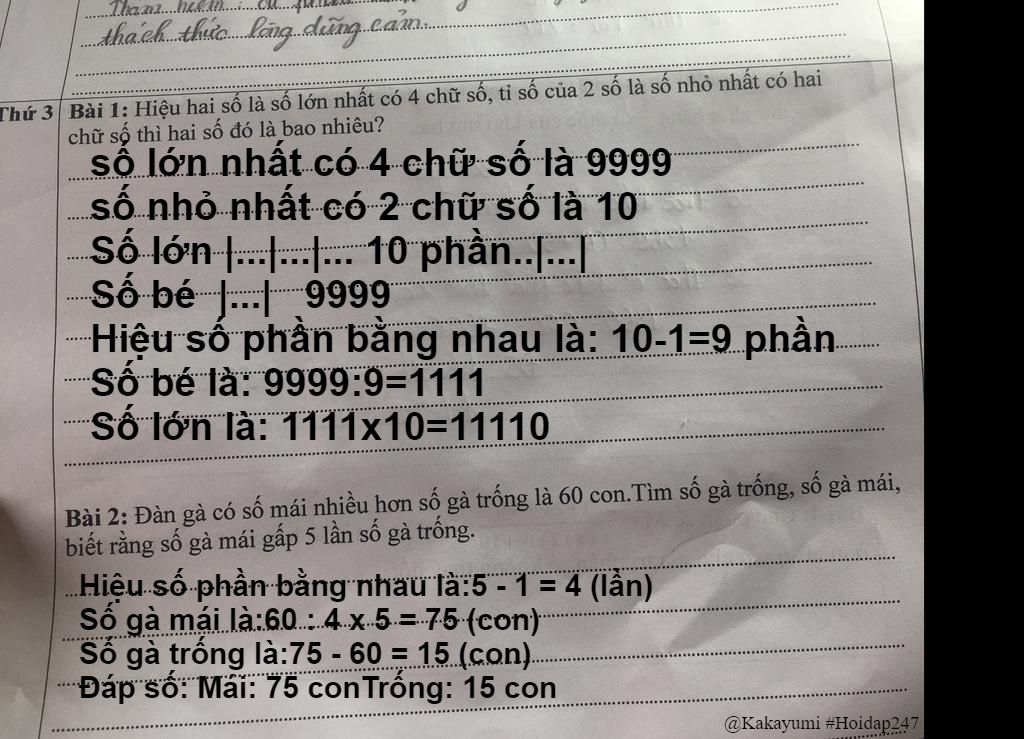 Tham hiểm :
thách thức lòng dũng cảm.
Thứ 3 Bài 1: Hiệu hai số là số lớn nhất có 4 chữ số, tỉ số của 2 số là số nhỏ nhất có hai
chữ số thì hai số đó là bao nhiêu?
số lớn nhất có 4 chữ số là 9999
số nhỏ nhất có 2 chữ số là 10
Số lớn |...|...|... 10 phần..|...|
Số bé |...| 9999
Hiệu số phần bằng nhau là: 10-1=9 phần
Số bé là: 9999:9=1111
Số lớn là: 1111x10=11110
Bài 2: Đàn gà có số mái nhiều hơn số gà trống là 60 con.Tìm số gà trống, số gà mái,
biết rằng số gà mái gấp 5 lần số gà trống.
Hiệu số phần bằng nhau là:5 - 1 = 4 (lần)
Số gà mái là:60 : 4 x 5 = 75 (con)
Số gà trống là:75 - 60 = 15 (con)
Đáp số: Mái: 75 conTrống: 15 con
@Kakayumi #Hoidap247